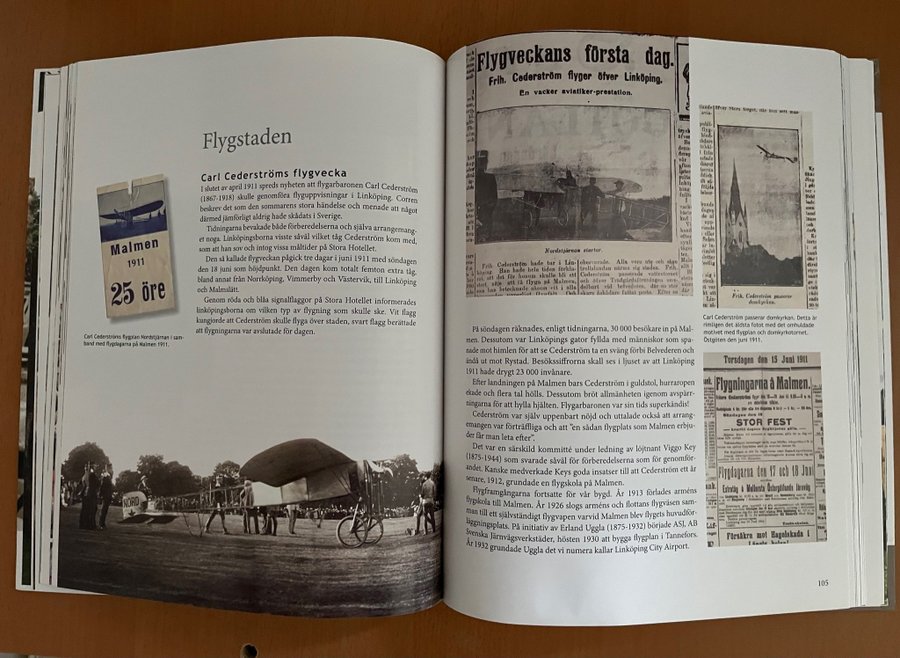 Flygstaden
Carl Cederströms flygvecka
I slutet av april 1911 spreds nyheten att flygarbaronen Carl Cederström
(1867-1918) skulle genomföra flyguppvisningar i Linköping. Corren
beskrev det som den sommarens stora händelse och menade att något
därmed jämförligt aldrig hade skådats i Sverige.
Tidningarna bevakade både förberedelserna och själva arrangemang-
et noga. Linköpingsborna visste såväl vilket tåg Cederström kom med,
som att han sov och intog vissa måltider på Stora Hotellet.
Den så kallade flygveckan pågick tre dagar i juni 1911 med söndagen
den 18 juni som höjdpunkt. Den dagen kom totalt femton extra tåg,
bland annat från Norrköping, Vimmerby och Västervik, till Linköping
och Malmslätt.
Genom röda och blåa signalflaggor på Stora Hotellet informerades
linköpingsborna om vilken typ av flygning som skulle ske. Vit flagg
kungjorde att Cederström skulle flyga över staden, svart flagg berättade
att flygningarna var avslutade för dagen.
Malmen
1911
25 öre
Carl Cederströms flygplan Nordstjärnan i sam-
band med flygdagarna på Malmen 1911.
NORD
Flygveckans första dag.
Frih. Cederström flyger öfver Linköping.
En vacker aviatiker-prestation.
Nordstjärnan startar.
Frih. Cederström passerar
domkyrkan.
Carl Cederström passerar domkyrkan. Detta är
rimligen det äldsta fotot med det omhuldade
motivet med flygplan och domkyrkotornet.
Östgöten den juni 1911.
På söndagen räknades, enligt tidningarna, 30 000 besökare in på Mal-
men. Dessutom var Linköpings gator fyllda med människor som spa-
nade mot himlen för att se Cederström ta en sväng förbi Belvederen och
ändå ut mot Rystad. Besökssiffrorna skall ses i ljuset av att Linköping
1911 hade drygt 23 000 invånare.
Efter landningen på Malmen bars Cederström i guldstol, hurraropen
ekade och flera tal hölls. Dessutom bröt allmänheten igenom avspärr-
ningarna för att hylla hjälten. Flygarbaronen var sin tids superkändis!
Cederström var själv uppenbart nöjd och uttalade också att arrang-
emangen var förträffliga och att "en sådan flygplats som Malmen erbju-
der får man leta efter".
Det var en särskild kommitté under ledning av löjtnant Viggo Key
(1875-1944) som svarade såväl för förberedelserna som för genomför-
andet. Kanske medverkade Keys goda insatser till att Cederström ett år
senare, 1912, grundade en flygskola på Malmen.
Flygframgångarna fortsatte för vår bygd. År 1913 förlades arméns
flygskola till Malmen. År 1926 slogs arméns och flottans flygväsen sam-
man till ett självständigt flygvapen varvid Malmen blev flygets huvudför-
läggningsplats. På initiativ av Erland Uggla (1875-1932) började ASJ, AB
Svenska Järnvägsverkstäder, hösten 1930 att bygga flygplan i Tannefors.
År 1932 grundade Uggla det vi numera kallar Linköping City Airport.
Torsdagen den 15 Juni 1911
Flygningarna å Malmen.
STOR FEST
Flygdagarna den 17 och 18 Juni
Försäkra mot Hagelskada i
105